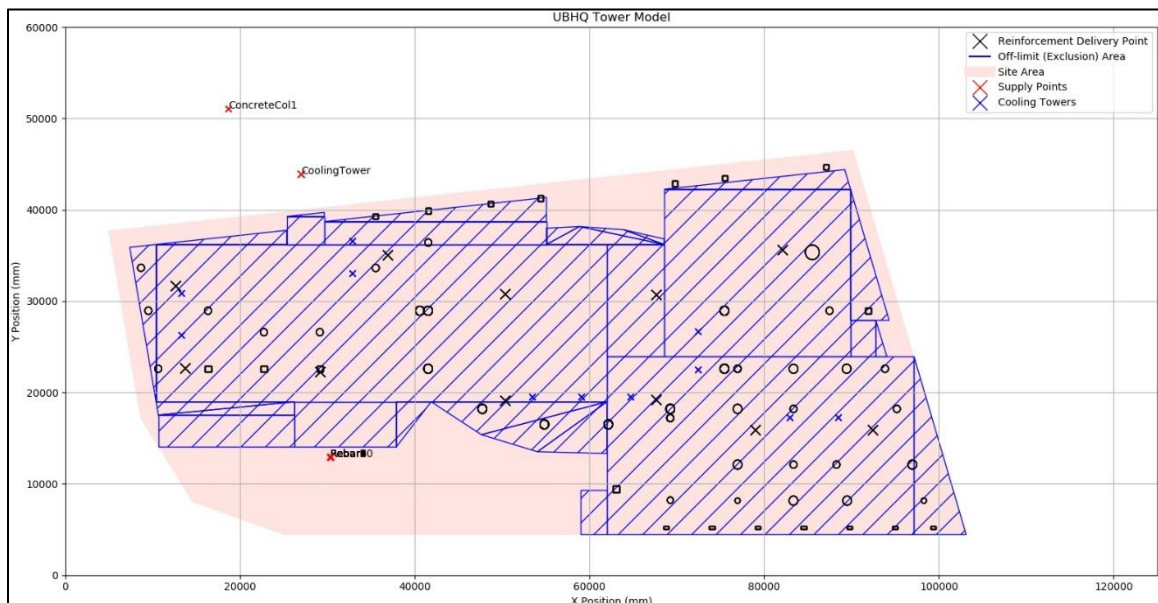 UBHQ Tower Model
60000
50000
40000
30000
20000
10000
0
Y Position (mm)
ConcreteCol1
CoolingTower
Reinforcement Delivery Point
Off-limit (Exclusion) Area
Site Area
Supply Points
Cooling Towers
0
20000
40000
60000
80000
100000
120000
X Position (mm)